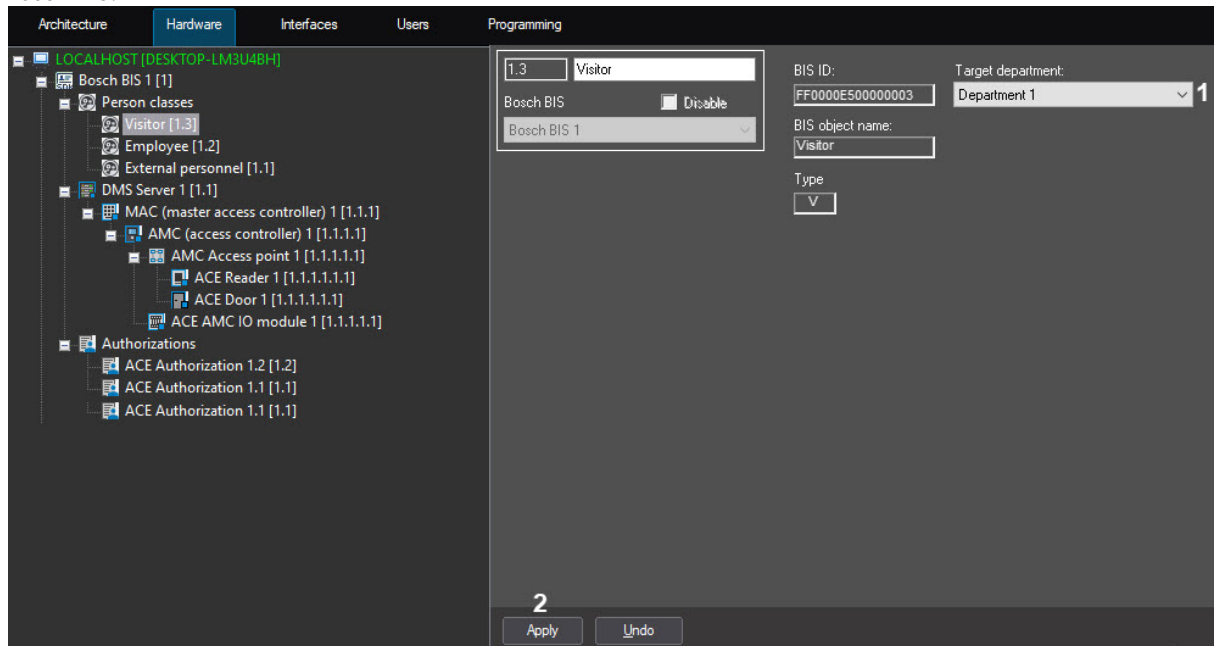 Architecture Hardware Interfaces Users Programming
LOCALHOST [DESKTOP-LM3U4BH]
Bosch BIS 1 [1]
Person classes
Visitor [1.3]
Employee [1.2]
External personnel [1.1]
DMS Server 1 [1.1]
MAC (master access controller) 1 [1.1.1]
AMC (access controller) 1 [1.1.1.1]
AMC Access point 1 [1.1.1.1.1]
ACE Reader 1 [1.1.1.1.1.1]
ACE Door 1 [1.1.1.1.1.1]
ACE AMC IO module 1 [1.1.1.1.1]
Authorizations
ACE Authorization 1.2 [1.2]
ACE Authorization 1.1 [1.1]
ACE Authorization 1.1 [1.1]
1.3 Visitor
Bosch BIS Disable
Bosch BIS 1
BIS ID:
FF0000E500000003
BIS object name:
Visitor
Type
V
Target department:
Department 1 1
2
Apply Undo